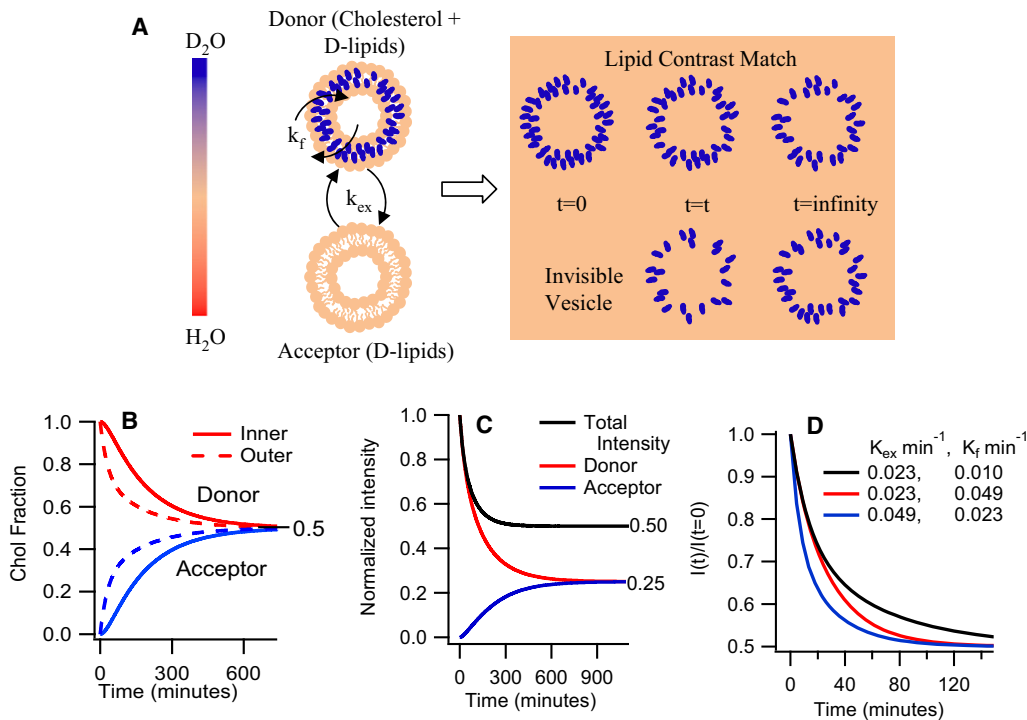 A
Donor (Cholesterol +
D-lipids)
D2O
H2O
kf
kex
Acceptor (D-lipids)
Lipid Contrast Match
t=0
t=t
t=infinity
Invisible
Vesicle
B
Inner
Outer
Donor
Acceptor
0.5
Chol Fraction
1.0
0.8
0.6
0.4
0.2
0.0
0
300
600
Time (minutes)
C
Total
Intensity
Donor
Acceptor
0.50
0.25
Normalized intensity
1.0
0.8
0.6
0.4
0.2
0.0
0
300
600
900
Time (minutes)
D
Kex min-1, Kf min-1
0.023, 0.010
0.023, 0.049
0.049, 0.023
I(t)/I(t=0)
1.0
0.9
0.8
0.7
0.6
0.5
0
40
80
120
Time (minutes)